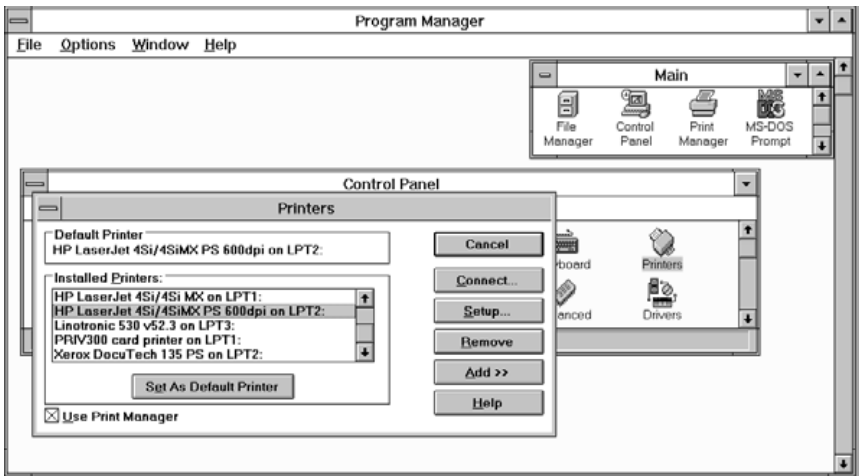 Program Manager
File Options Window Help
Main
File Manager
Control Panel
Print Manager
MS-DOS Prompt
Control Panel
Printers
Default Printer
HP LaserJet 4Si/4SiMX PS 600dpi on LPT2:
Installed Printers:
HP LaserJet 4Si/4Si MX on LPT1:
HP LaserJet 4Si/4SiMX PS 600dpi on LPT2:
Linotronic 530 v52.3 on LPT3:
PRIV300 card printer on LPT1:
Xerox DocuTech 135 PS on LPT2:
Set As Default Printer
Use Print Manager
Cancel
Connect...
Setup...
Remove
Add >>
Help
board
Printers
anced
Drivers